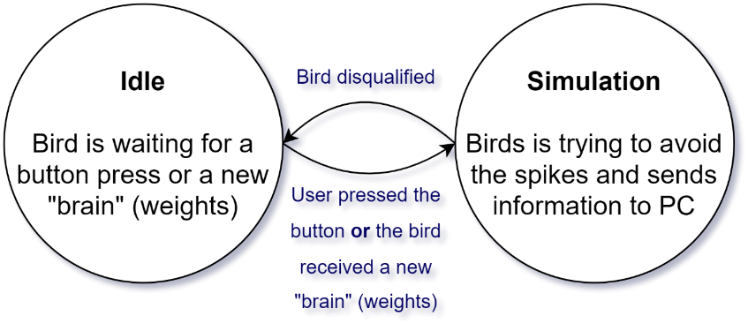 Idle
Bird is waiting for a
button press or a new
"brain" (weights)
Bird disqualified
User pressed the
button or the bird
received a new
"brain" (weights)
Simulation
Birds is trying to avoid
the spikes and sends
information to PC